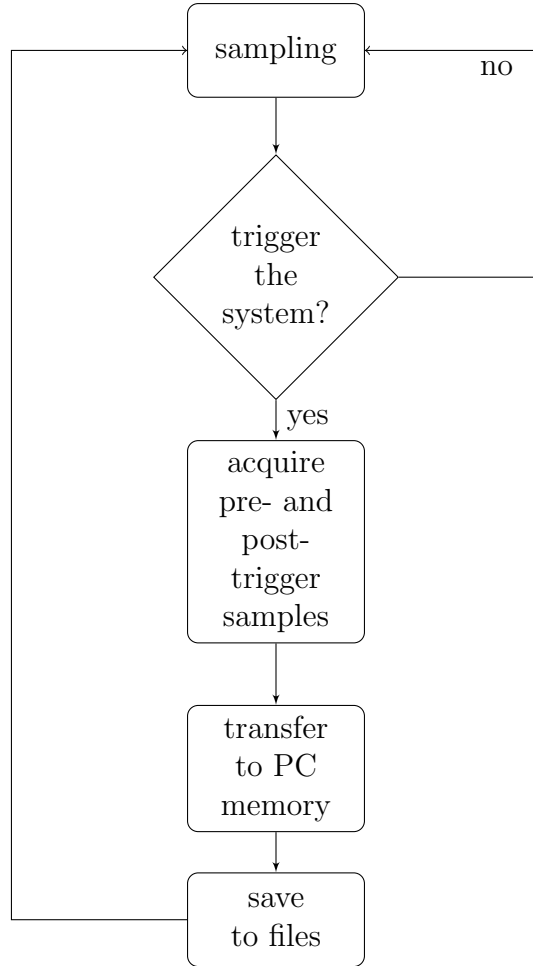 sampling
no
trigger
the
system?
yes
acquire
pre- and
post-
trigger
samples
transfer
to PC
memory
save
to files